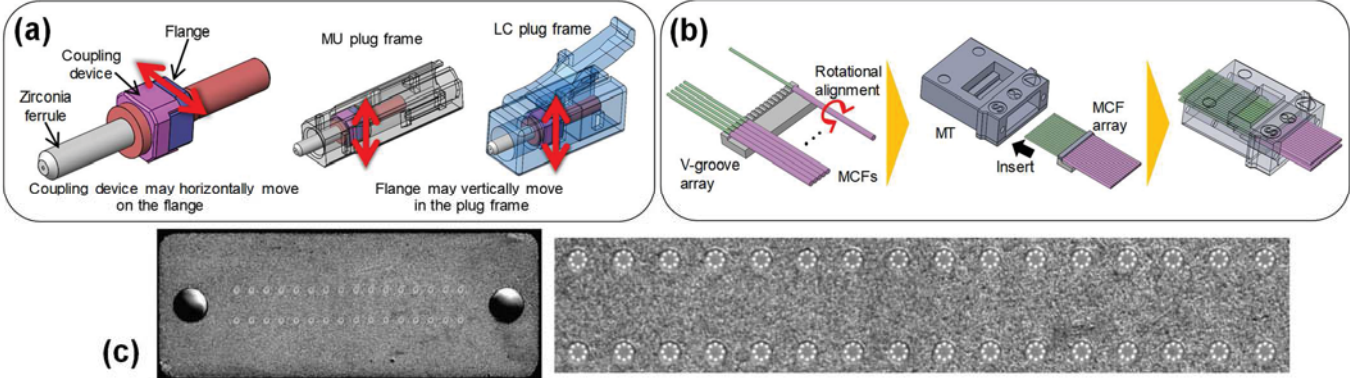 (a)
Flange
Coupling
device
Zirconia
ferrule
MU plug frame
LC plug frame
Coupling device may horizontally move
on the flange
Flange may vertically move
in the plug frame
(b)
Rotational
alignment
V-groove
array
MCFs
MT
Insert
MCF
array
(c)